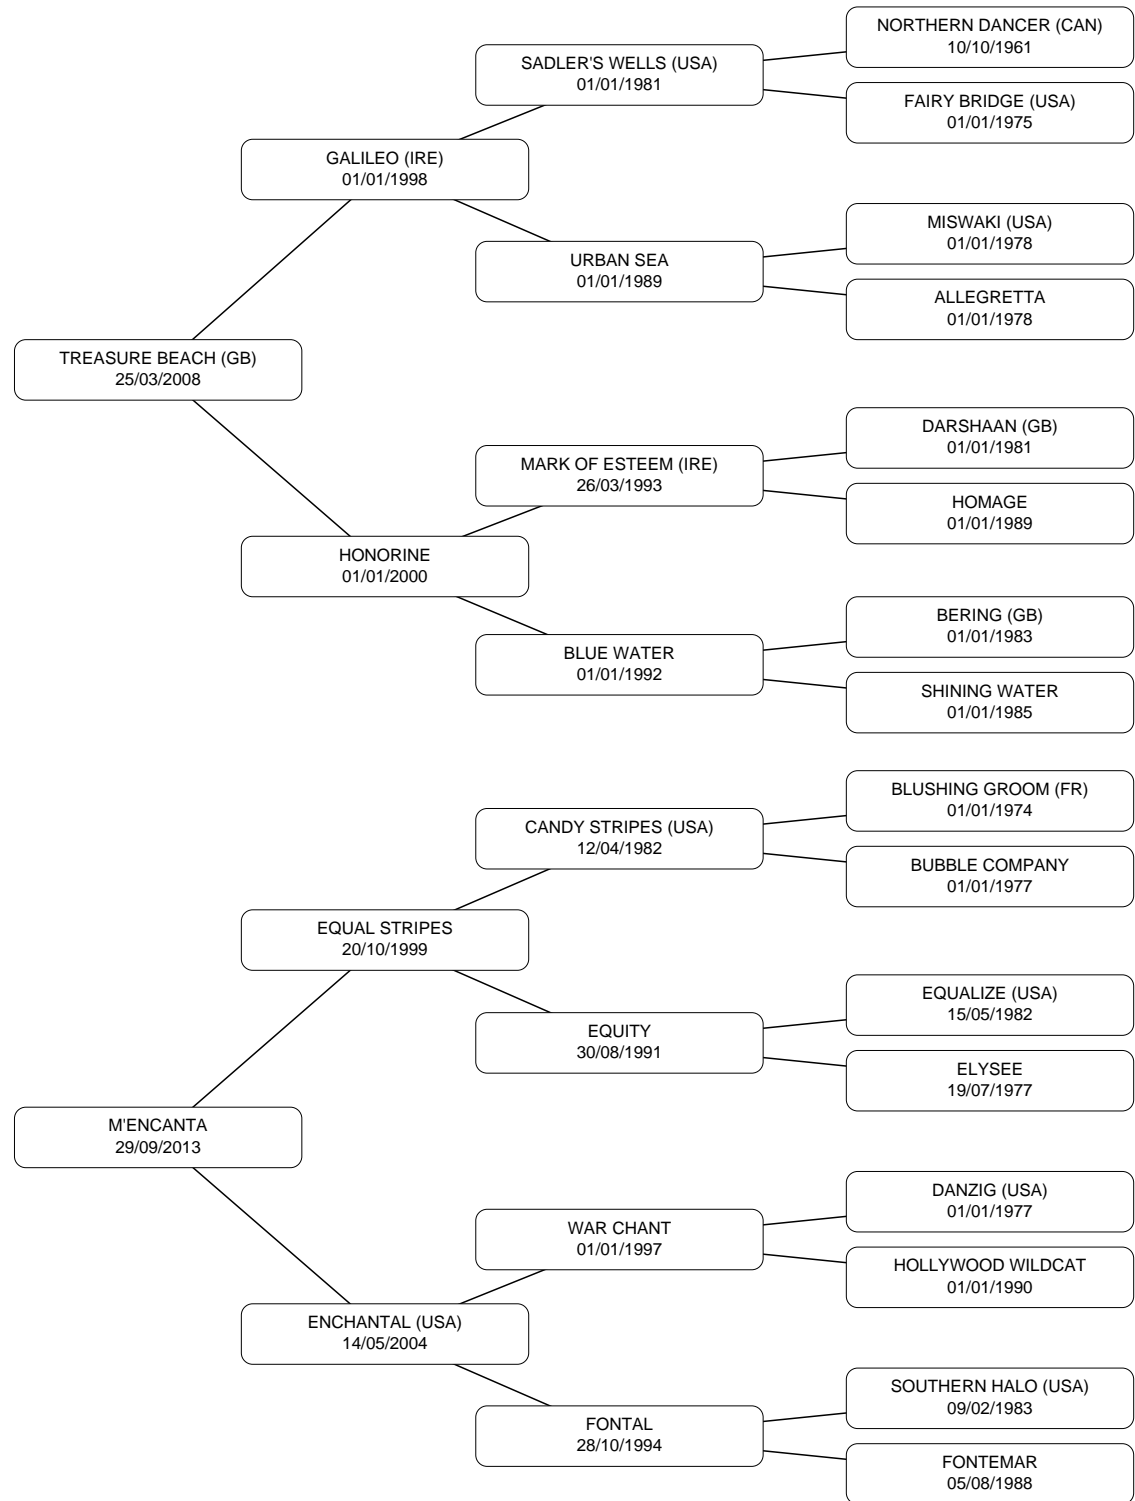 NORTHERN DANCER (CAN)
10/10/1961
SADLER'S WELLS (USA)
01/01/1981
FAIRY BRIDGE (USA)
01/01/1975
GALILEO (IRE)
01/01/1998
MISWAKI (USA)
01/01/1978
URBAN SEA
01/01/1989
ALLEGRETTA
01/01/1978
TREASURE BEACH (GB)
25/03/2008
DARSHAAN (GB)
01/01/1981
MARK OF ESTEEM (IRE)
26/03/1993
HOMAGE
01/01/1989
HONORINE
01/01/2000
BERING (GB)
01/01/1983
BLUE WATER
01/01/1992
SHINING WATER
01/01/1985
BLUSHING GROOM (FR)
01/01/1974
CANDY STRIPES (USA)
12/04/1982
BUBBLE COMPANY
01/01/1977
EQUAL STRIPES
20/10/1999
EQUALIZE (USA)
15/05/1982
EQUITY
30/08/1991
ELYSEE
19/07/1977
M'ENCANTA
29/09/2013
DANZIG (USA)
01/01/1977
WAR CHANT
01/01/1997
HOLLYWOOD WILDCAT
01/01/1990
ENCHANTAL (USA)
14/05/2004
SOUTHERN HALO (USA)
09/02/1983
FONTAL
28/10/1994
FONTEMAR
05/08/1988